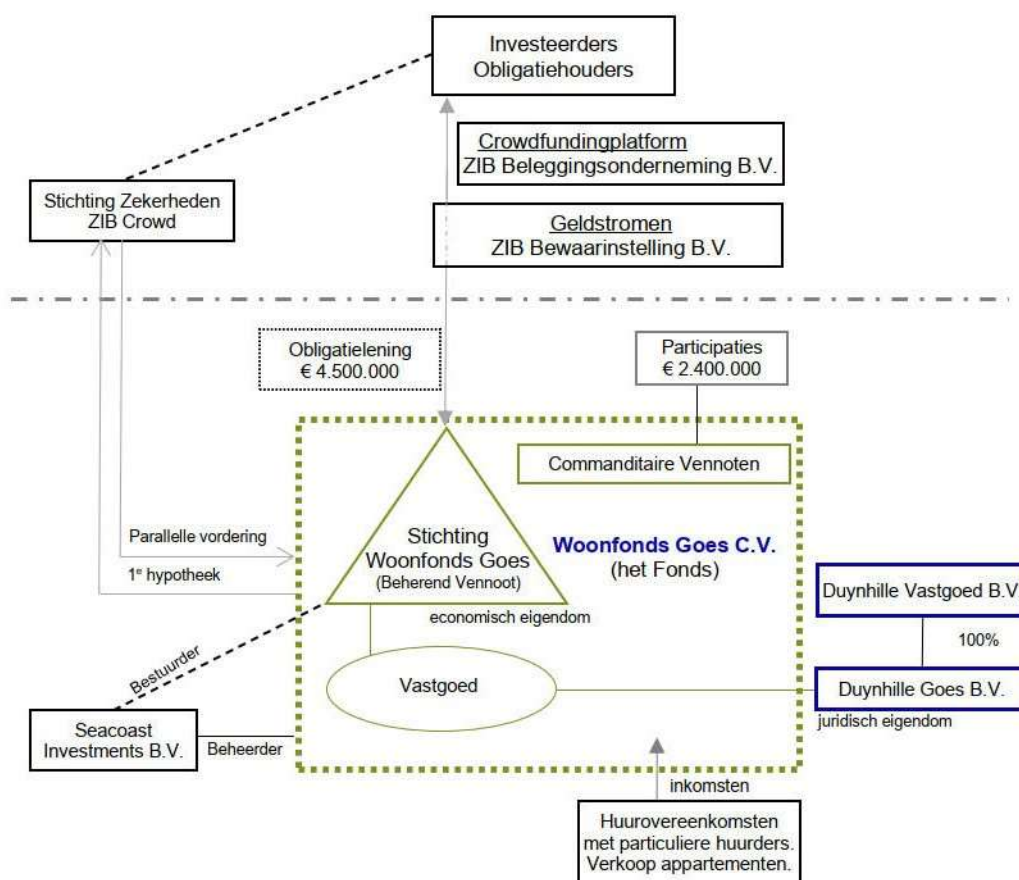 Investeerders
Obligatiehouders
Crowdfundingplatform
ZIB Beleggingsonderneming B.V.
Stichting Zekerheden
ZIB Crowd
Geldstromen
ZIB Bewaarinstelling B.V.
Obligatielening
€ 4.500.000
Participaties
€ 2.400.000
Commanditaire Vennoten
Parallelle vordering
1e hypotheek
Stichting
Woonfonds Goes
(Beherend Vennoot)
Woonfonds Goes C.V.
(het Fonds)
economisch eigendom
Duynhille Vastgoed B.V
100%
Duynhille Goes B.V.
juridisch eigendom
Bestuurder
Vastgoed
Seacoast
Investments B.V.
Beheerder
inkomsten
Huurovereenkomsten
met particuliere huurders.
Verkoop appartementen.